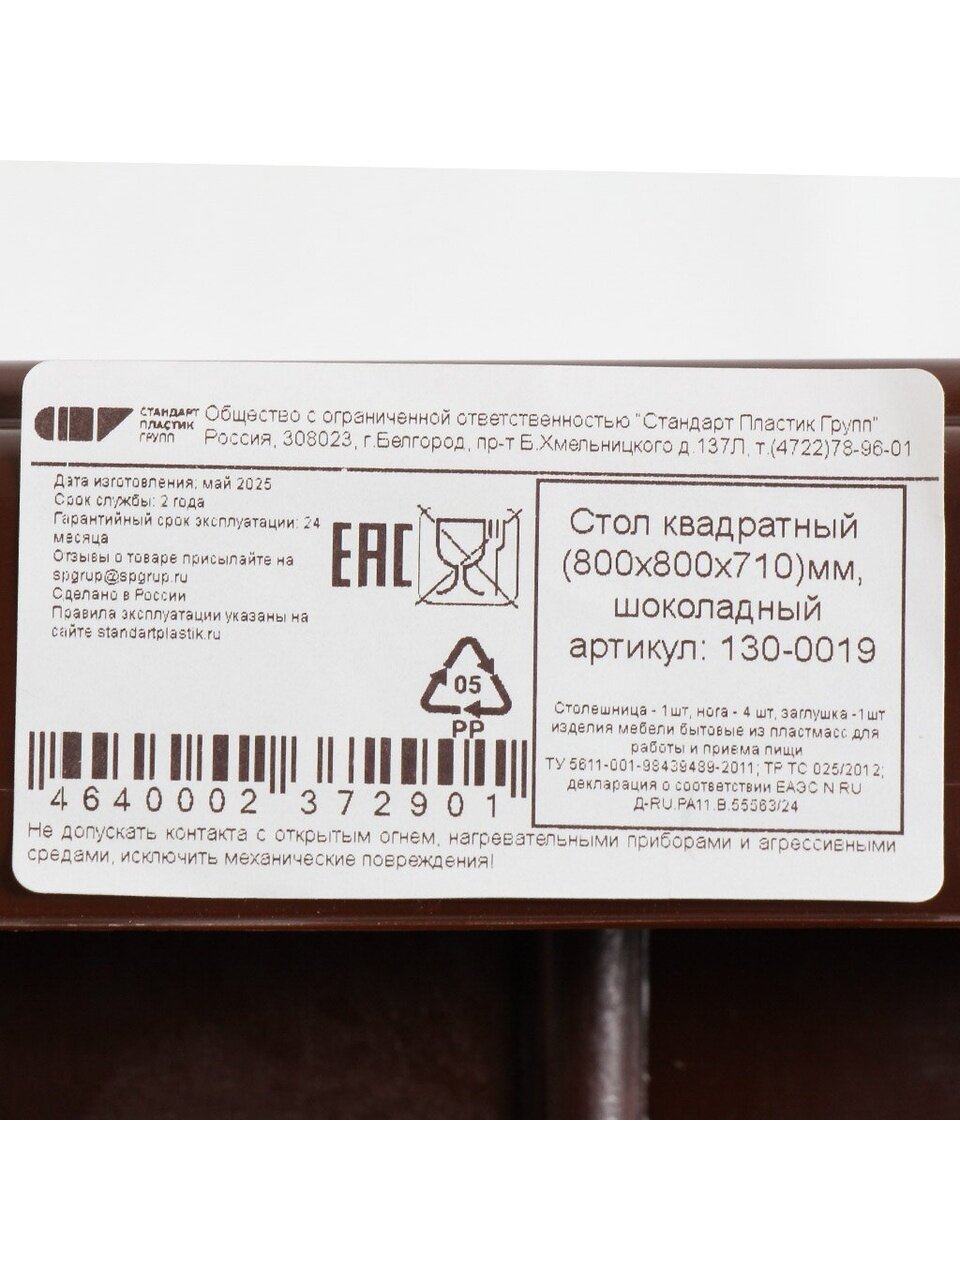 СТАНДАРТ
ПЛАСТИК
ГРУПП
Общество с ограниченной ответственностью "Стандарт Пластик Групп"
Россия, 308023, г.Белгород, пр-т Б.Хмельницкого д.137Л, т.(4722)78-96-01
Дата изготовления: май 2025
Срок службы: 2 года
Гарантийный срок эксплуатации: 24
месяца
Отзывы о товаре присылайте на
spgrup@spgrup.ru
Сделано в России
Правила эксплуатации указаны на
сайте standartplastik.ru
EAC
05
PP
4640002 372901
Стол квадратный
(800х800х710)мм,
шоколадный
артикул: 130-0019
Столешница - 1шт, нога - 4 шт, заглушка -1шт
изделия мебели бытовые из пластмасс для
работы и приема пищи
ТУ 5611-001-98439489-2011; ТР ТС 025/2012;
декларация о соответствии ЕАЭС N RU
Д-RU.РА11.В.55563/24
Не допускать контакта с открытым огнем, нагревательными приборами и агрессивными
средами, исключить механические повреждения!